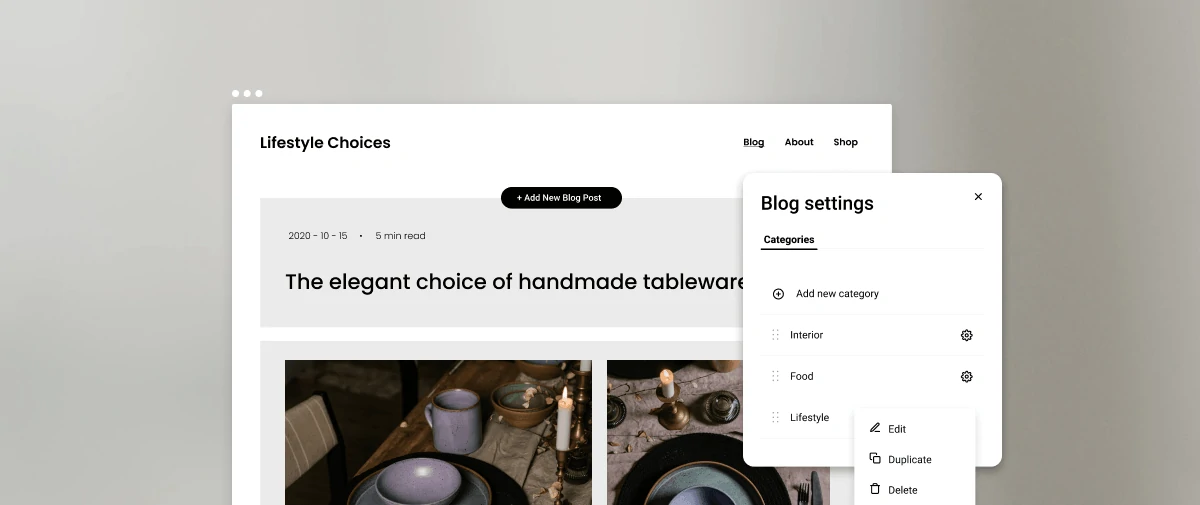 Lifestyle Choices
Blog About Shop
+ Add New Blog Post
2020 - 10 - 15 • 5 min read
The elegant choice of handmade tableware
Blog settings
Categories
Add new category
Interior
Food
Lifestyle
Edit
Duplicate
Delete